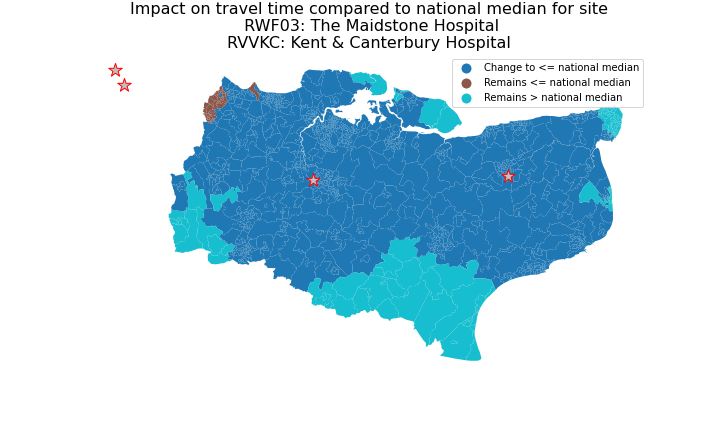 Impact on travel time compared to national median for site
RWF03: The Maidstone Hospital
RVVKC: Kent & Canterbury Hospital
Change to <= national median
Remains <= national median
Remains > national median